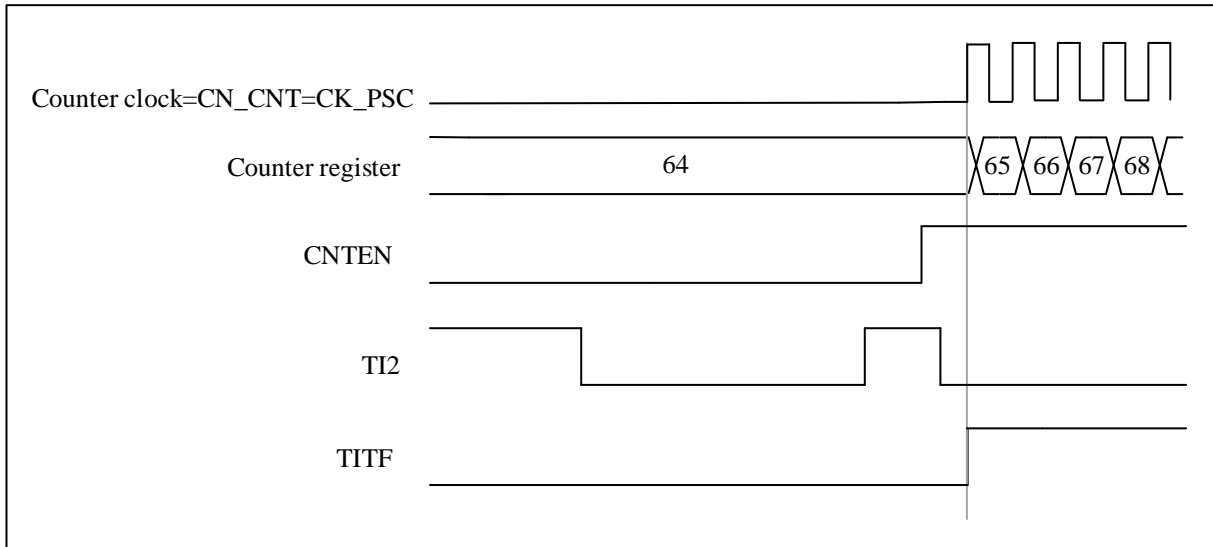 Counter clock=CN_CNT=CK_PSC
Counter register
64
65
66
67
68
CNTEN
TI2
TITF